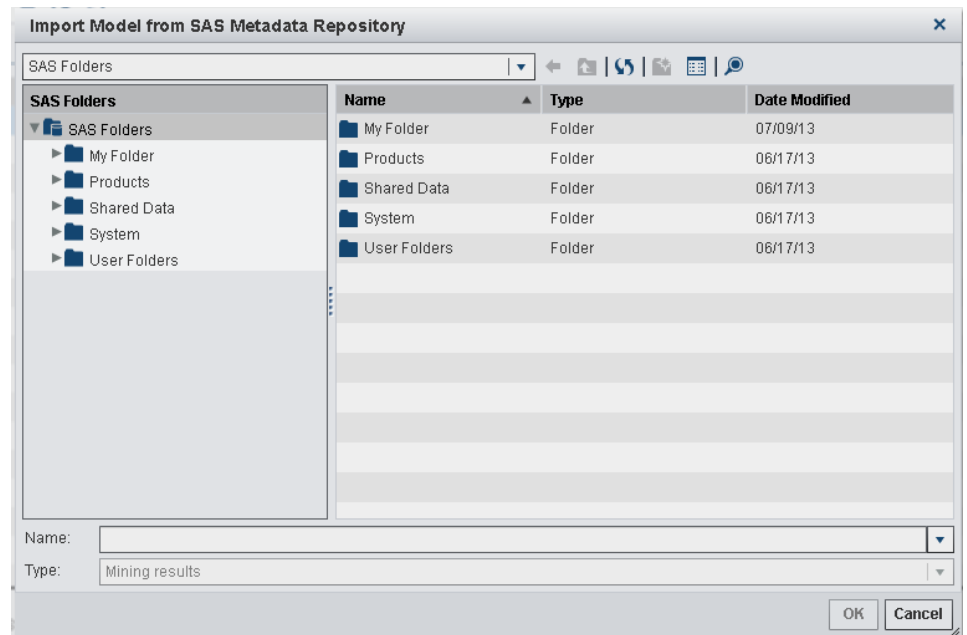 Import Model from SAS Metadata Repository
SAS Folders
SAS Folders
SAS Folders
My Folder
Products
Shared Data
System
User Folders
Name Type Date Modified
My Folder Folder 07/09/13
Products Folder 06/17/13
Shared Data Folder 06/17/13
System Folder 06/17/13
User Folders Folder 06/17/13
Name:
Type: Mining results
OK Cancel